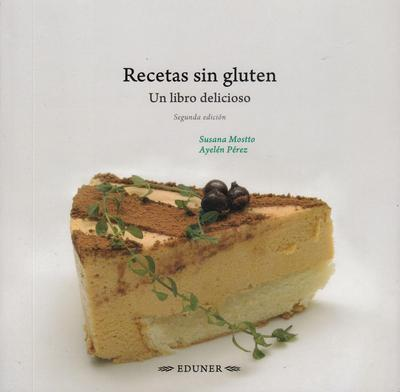 Recetas sin gluten
Un libro delicioso
Segunda edición
Susana Mostto
Ayelén Pérez
EDUNER